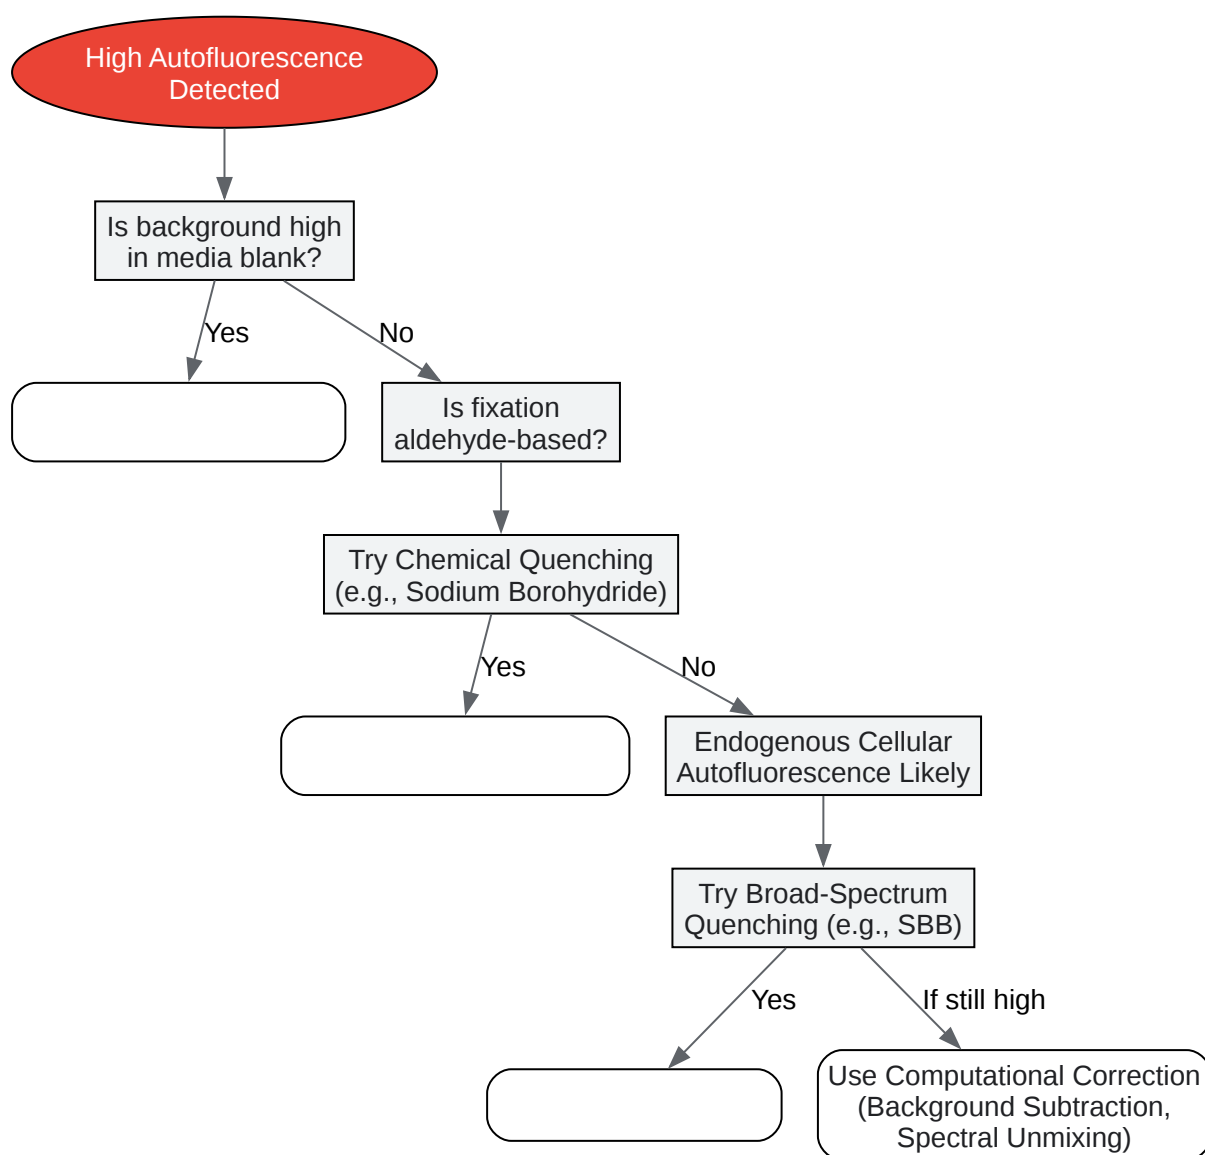 High Autofluorescence
Detected
Is background high
in media blank?
Yes
No
Is fixation
aldehyde-based?
Try Chemical Quenching
(e.g., Sodium Borohydride)
Yes
No
Endogenous Cellular
Autofluorescence Likely
Try Broad-Spectrum
Quenching (e.g., SBB)
Yes
If still high
Use Computational Correction
(Background Subtraction,
Spectral Unmixing)